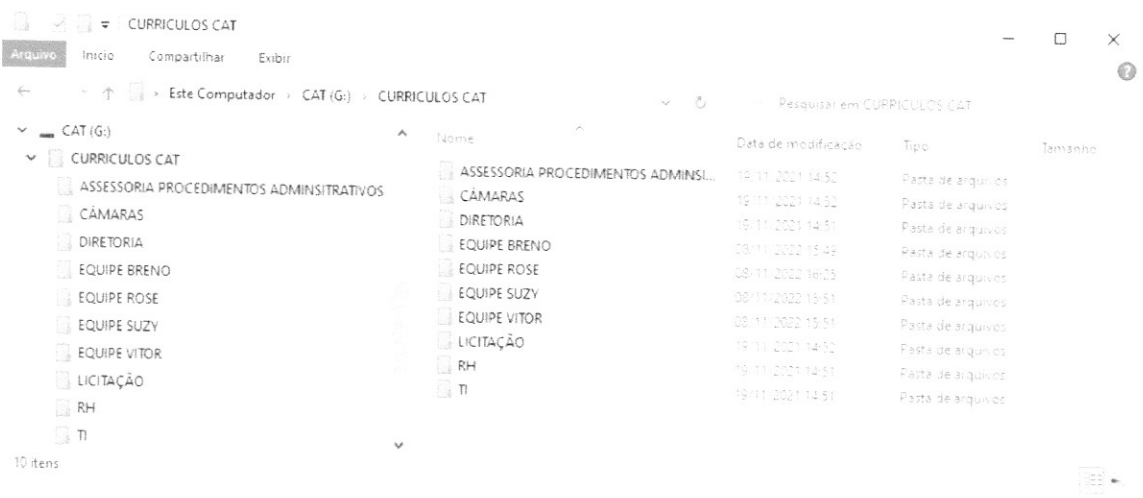 CURRICULOS CAT
Arquivo Início Compartilhar Exibir
Este Computador › CAT (G:) › CURRICULOS CAT
Pesquisar em CURRICULOS CAT
CAT (G:)
CURRICULOS CAT
ASSESSORIA PROCEDIMENTOS ADMINSITRATIVOS
CÂMARAS
DIRETORIA
EQUIPE BRENO
EQUIPE ROSE
EQUIPE SUZY
EQUIPE VITOR
LICITAÇÃO
RH
TI
Nome Data de modificação Tipo Tamanho
ASSESSORIA PROCEDIMENTOS ADMINSI... 19/11/2021 14:52 Pasta de arquivos
CÂMARAS 19/11/2021 14:52 Pasta de arquivos
DIRETORIA 19/11/2021 14:51 Pasta de arquivos
EQUIPE BRENO 08/11/2022 15:49 Pasta de arquivos
EQUIPE ROSE 08/11/2022 16:25 Pasta de arquivos
EQUIPE SUZY 08/11/2022 15:51 Pasta de arquivos
EQUIPE VITOR 08/11/2022 15:51 Pasta de arquivos
LICITAÇÃO 19/11/2021 14:52 Pasta de arquivos
RH 19/11/2021 14:51 Pasta de arquivos
TI 19/11/2021 14:51 Pasta de arquivos
10 itens